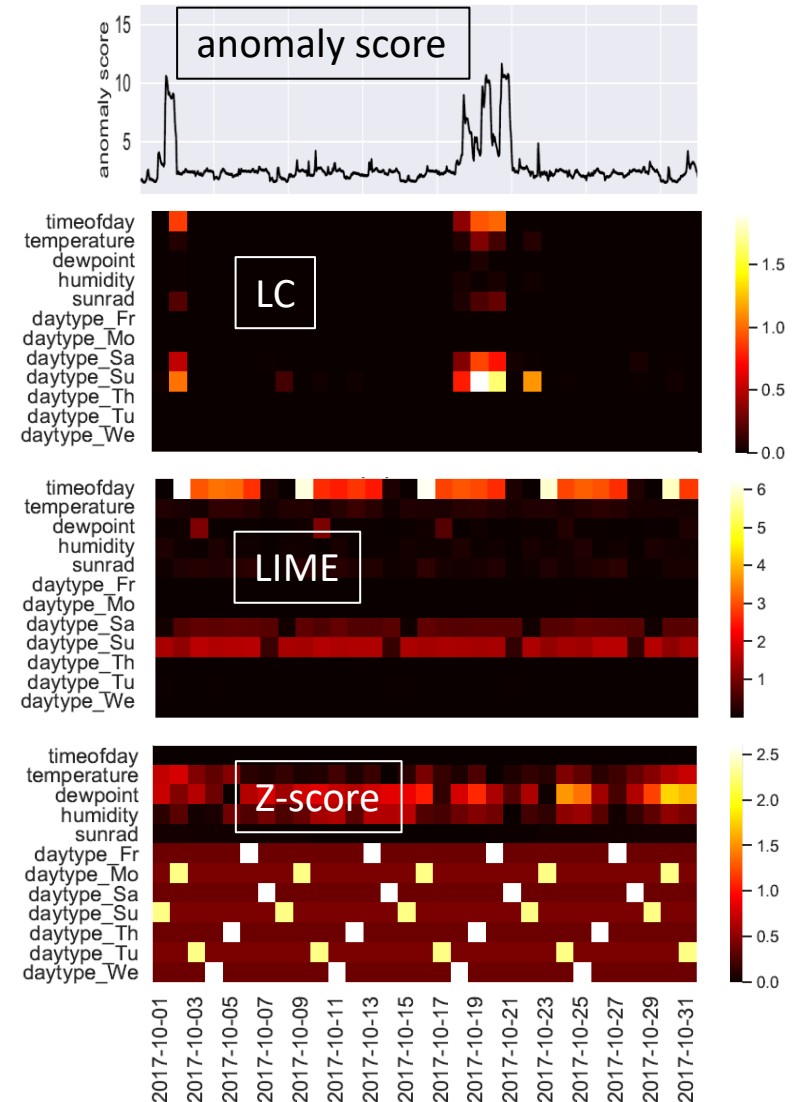 anomaly score
15
10
5
anomaly score
timeofday
temperature
dewpoint
humidity
sunrad
daytype_Fr
daytype_Mo
daytype_Sa
daytype_Su
daytype_Th
daytype_Tu
daytype_We
LC
1.5
1.0
0.5
0.0
timeofday
temperature
dewpoint
humidity
sunrad
daytype_Fr
daytype_Mo
daytype_Sa
daytype_Su
daytype_Th
daytype_Tu
daytype_We
LIME
6
5
4
3
2
1
timeofday
temperature
dewpoint
humidity
sunrad
daytype_Fr
daytype_Mo
daytype_Sa
daytype_Su
daytype_Th
daytype_Tu
daytype_We
Z-score
2.5
2.0
1.5
1.0
0.5
0.0
2017-10-01
2017-10-03
2017-10-05
2017-10-07
2017-10-09
2017-10-11
2017-10-13
2017-10-15
2017-10-17
2017-10-19
2017-10-21
2017-10-23
2017-10-25
2017-10-27
2017-10-29
2017-10-31